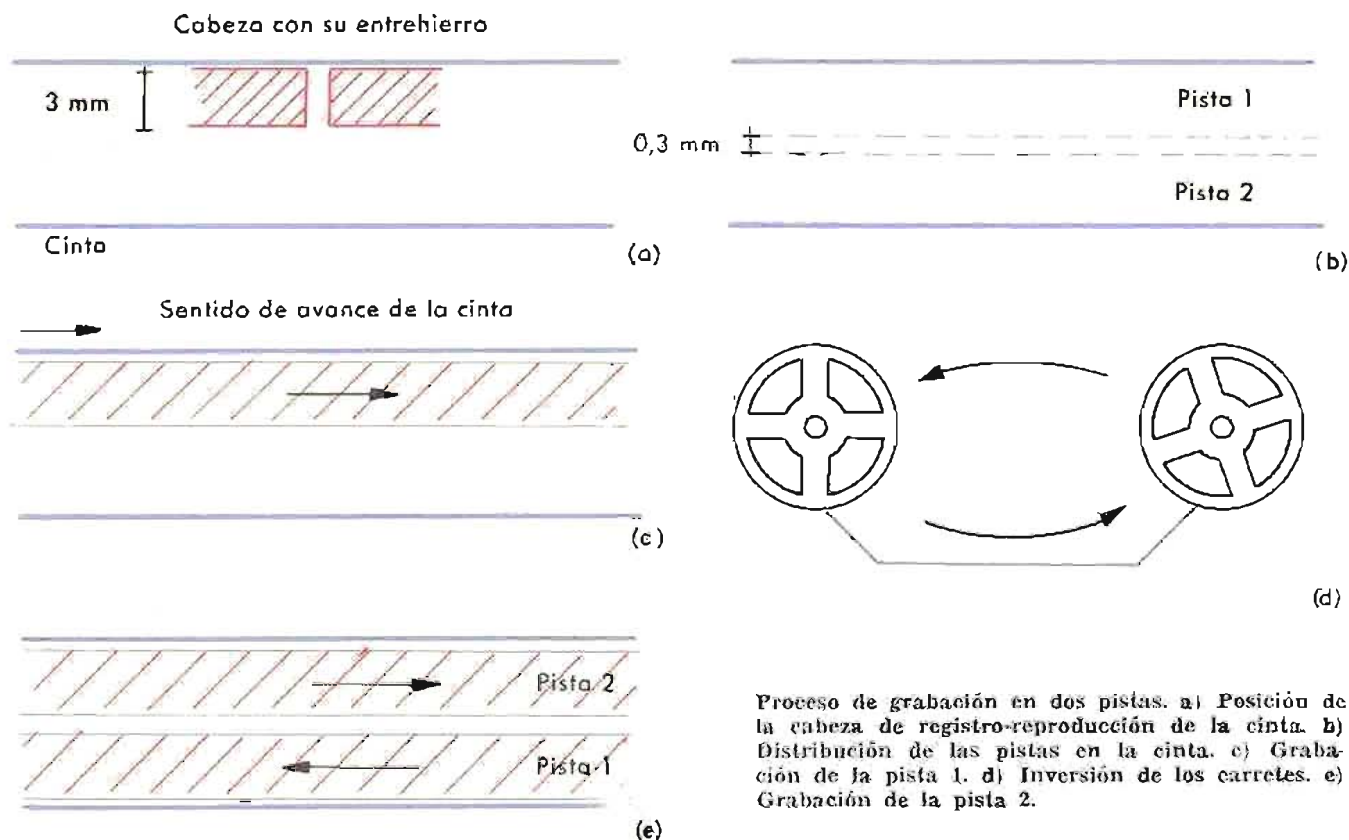 Cabeza con su entrehierro
3 mm
Cinta
(a)
Pista 1
0,3 mm
Pista 2
(b)
Sentido de avance de la cinta
(c)
(d)
Pista 2
Pista 1
(e)
Proceso de grabación en dos pistas. a) Posición de
la cabeza de registro-reproducción de la cinta. b)
Distribución de las pistas en la cinta. c) Graba-
ción de la pista 1. d) Inversión de los carretes. e)
Grabación de la pista 2.